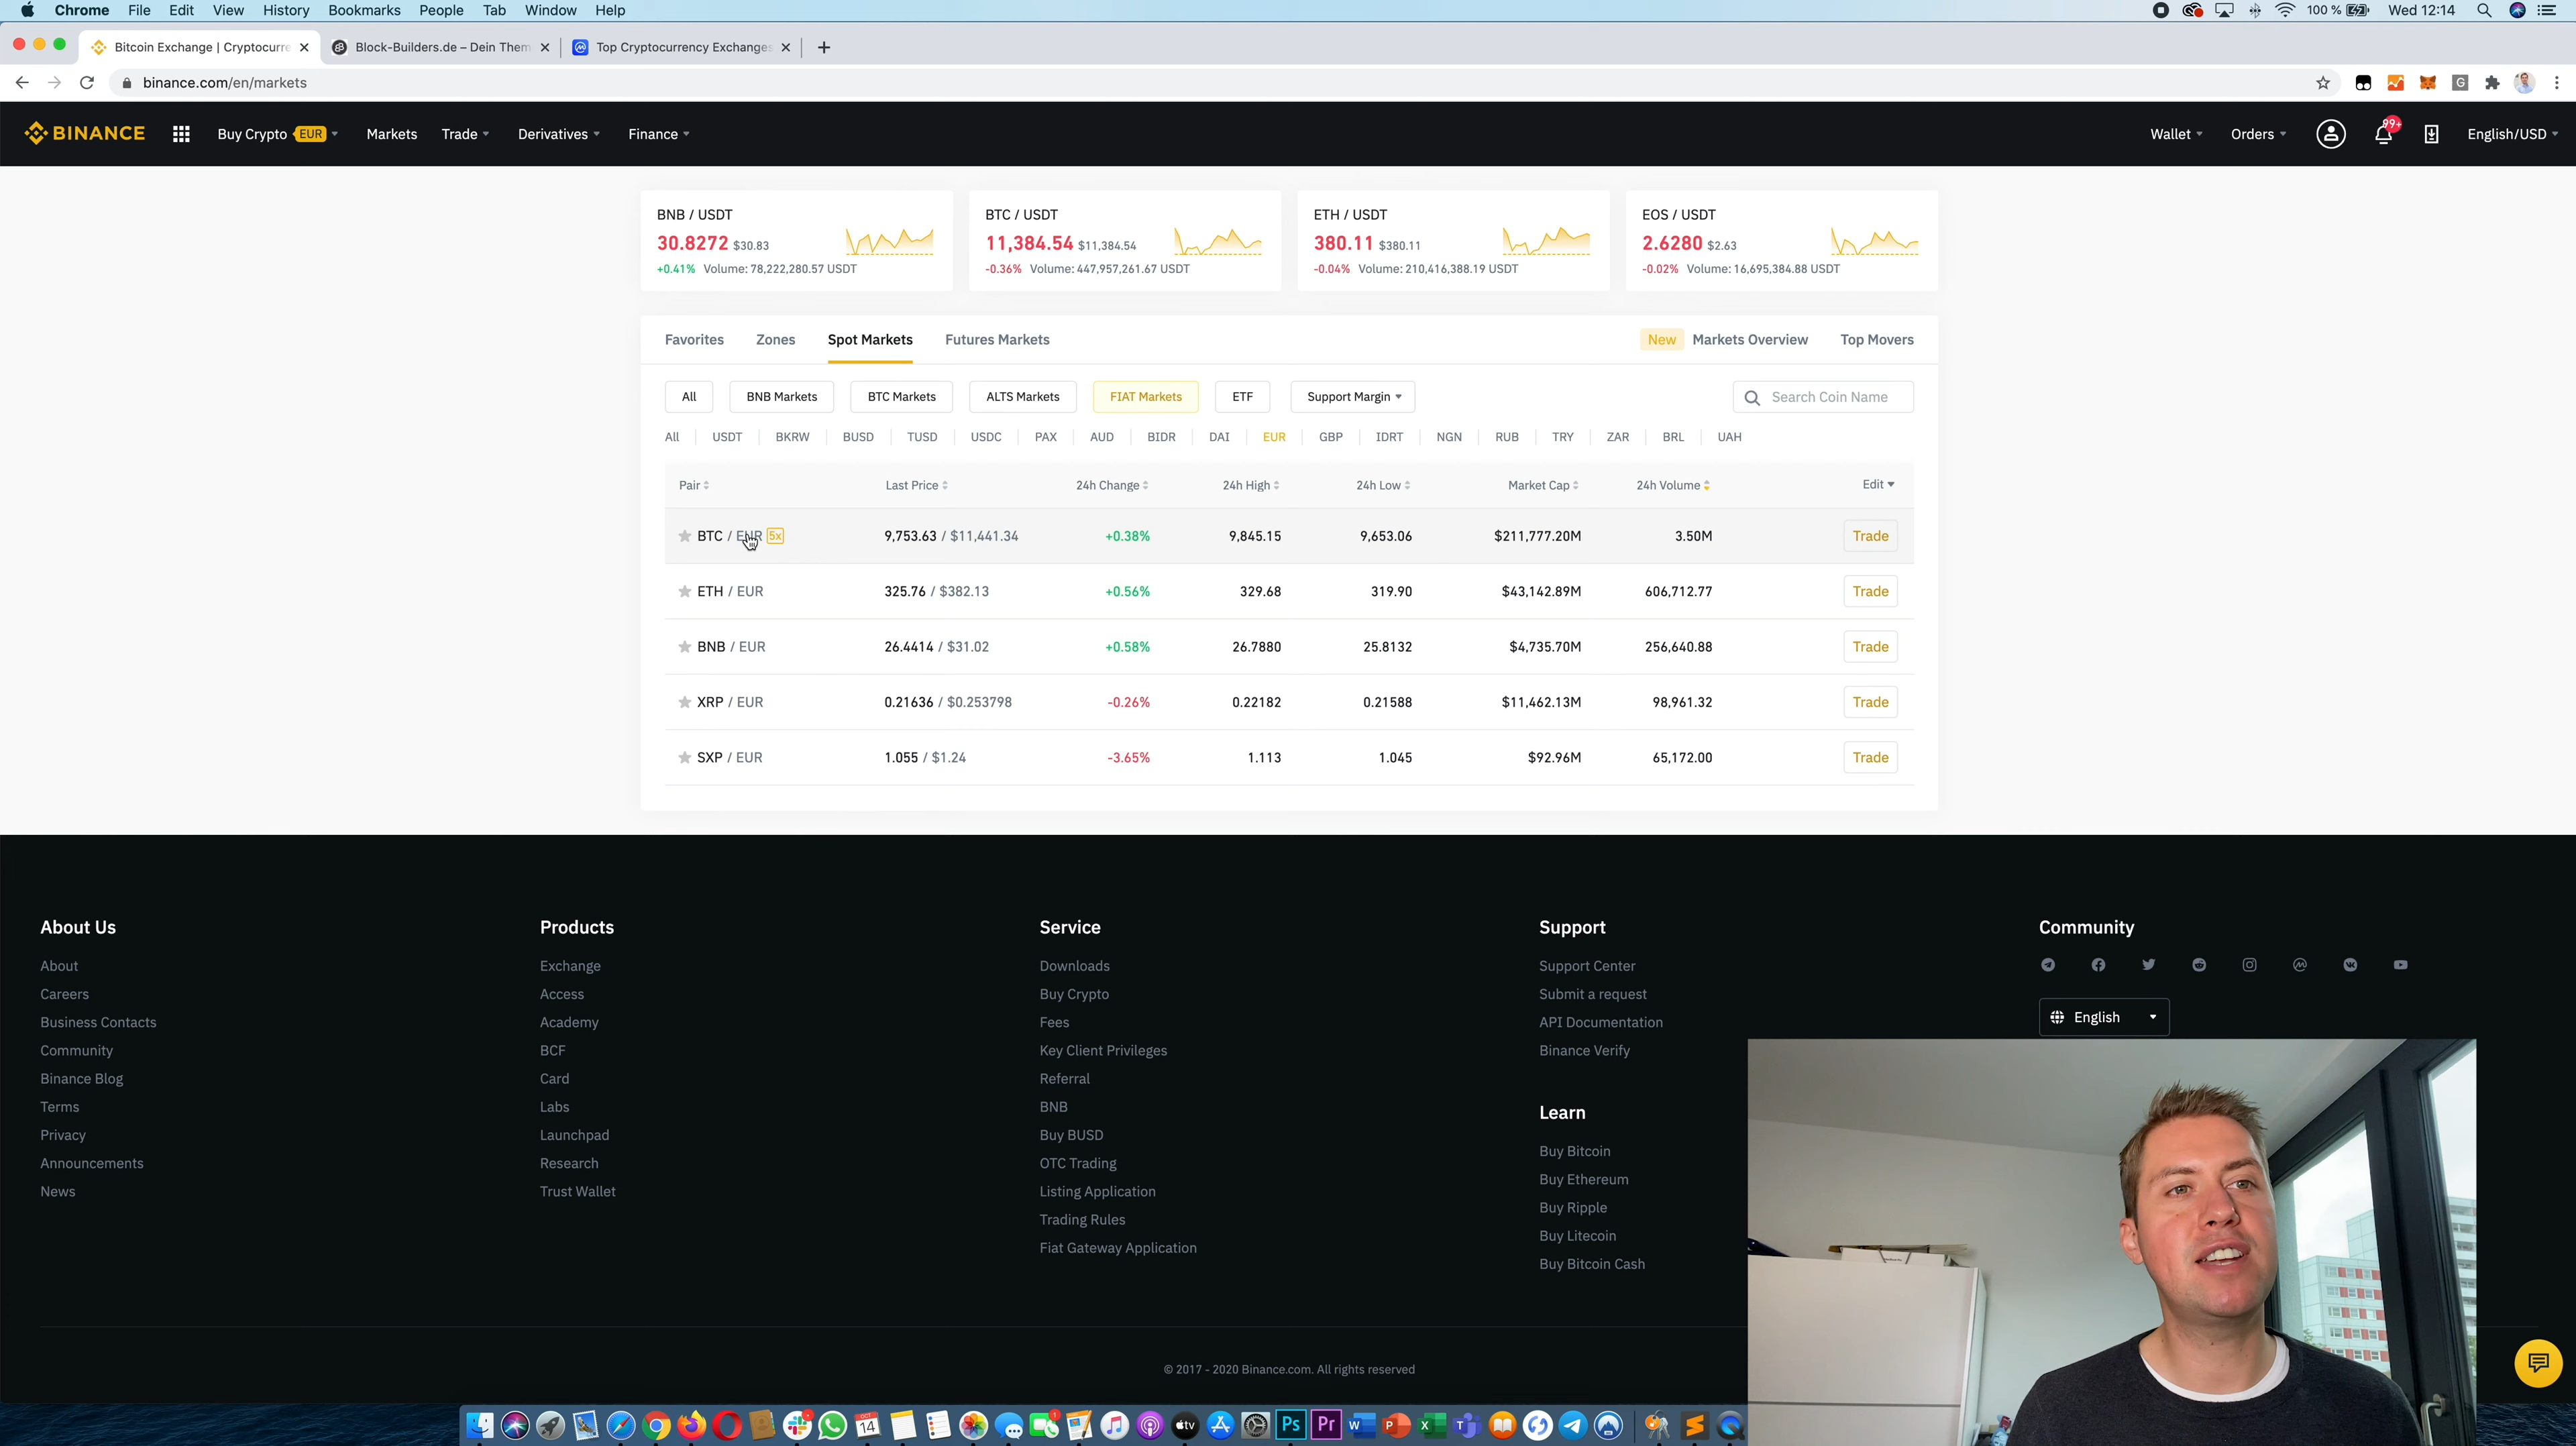 Chrome File Edit View History Bookmarks People Tab Window Help 100 % Wed 12:14
Bitcoin Exchange | Cryptocurre Block-Builders.de – Dein Them Top Cryptocurrency Exchanges
binance.com/en/markets
BINANCE Buy Crypto EUR Markets Trade Derivatives Finance Wallet Orders 99+ English/USD
BNB / USDT
30.8272 $30.83
+0.41% Volume: 78,222,280.57 USDT
BTC / USDT
11,384.54 $11,384.54
-0.36% Volume: 447,957,261.67 USDT
ETH / USDT
380.11 $380.11
-0.04% Volume: 210,416,388.19 USDT
EOS / USDT
2.6280 $2.63
-0.02% Volume: 16,695,384.88 USDT
Favorites Zones Spot Markets Futures Markets New Markets Overview Top Movers
All BNB Markets BTC Markets ALTS Markets FIAT Markets ETF Support Margin Search Coin Name
All USDT BKRW BUSD TUSD USDC PAX AUD BIDR DAI EUR GBP IDRT NGN RUB TRY ZAR BRL UAH
Pair Last Price 24h Change 24h High 24h Low Market Cap 24h Volume Edit
BTC / EUR 5x 9,753.63 / $11,441.34 +0.38% 9,845.15 9,653.06 $211,777.20M 3.50M Trade
ETH / EUR 325.76 / $382.13 +0.56% 329.68 319.90 $43,142.89M 606,712.77 Trade
BNB / EUR 26.4414 / $31.02 +0.58% 26.7880 25.8132 $4,735.70M 256,640.88 Trade
XRP / EUR 0.21636 / $0.253798 -0.26% 0.22182 0.21588 $11,462.13M 98,961.32 Trade
SXP / EUR 1.055 / $1.24 -3.65% 1.113 1.045 $92.96M 65,172.00 Trade
About Us
About
Careers
Business Contacts
Community
Binance Blog
Terms
Privacy
Announcements
News
Products
Exchange
Access
Academy
BCF
Card
Labs
Launchpad
Research
Trust Wallet
Service
Downloads
Buy Crypto
Fees
Key Client Privileges
Referral
BNB
Buy BUSD
OTC Trading
Listing Application
Trading Rules
Fiat Gateway Application
Support
Support Center
Submit a request
API Documentation
Binance Verify
Learn
Buy Bitcoin
Buy Ethereum
Buy Ripple
Buy Litecoin
Buy Bitcoin Cash
Community
English
© 2017 - 2020 Binance.com. All rights reserved
OCT 14 1 tv Ps Pr W P X T